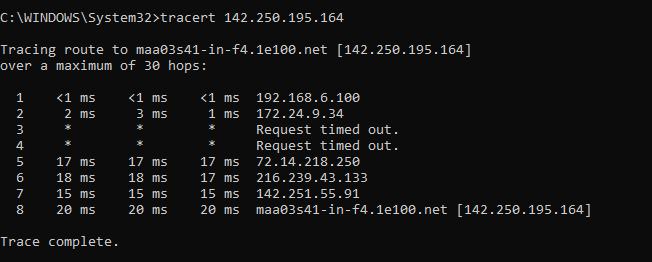 C:\WINDOWS\System32>tracert 142.250.195.164
Tracing route to maa03s41-in-f4.1e100.net [142.250.195.164]
over a maximum of 30 hops:
1 <1 ms <1 ms <1 ms 192.168.6.100
2 2 ms 3 ms 1 ms 172.24.9.34
3 * * * Request timed out.
4 * * * Request timed out.
5 17 ms 17 ms 17 ms 72.14.218.250
6 18 ms 18 ms 17 ms 216.239.43.133
7 15 ms 15 ms 15 ms 142.251.55.91
8 20 ms 20 ms 20 ms maa03s41-in-f4.1e100.net [142.250.195.164]
Trace complete.